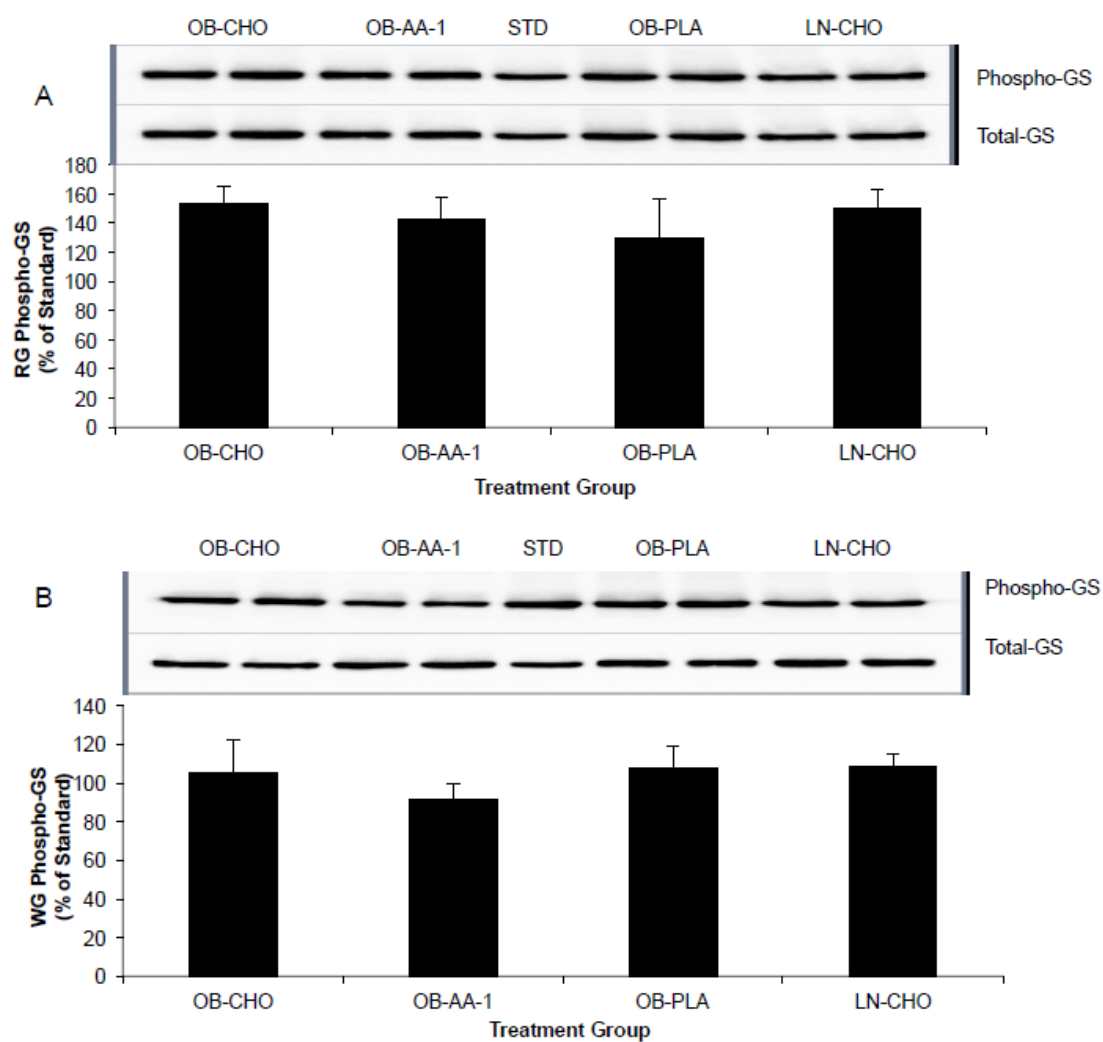 OB-CHO OB-AA-1 STD OB-PLA LN-CHO
A
Phospho-GS
Total-GS
RG Phospho-GS
(% of Standard)
180
160
140
120
100
80
60
40
20
0
OB-CHO OB-AA-1 OB-PLA LN-CHO
Treatment Group
OB-CHO OB-AA-1 STD OB-PLA LN-CHO
B
Phospho-GS
Total-GS
WG Phospho-GS
(% of Standard)
140
120
100
80
60
40
20
0
OB-CHO OB-AA-1 OB-PLA LN-CHO
Treatment Group